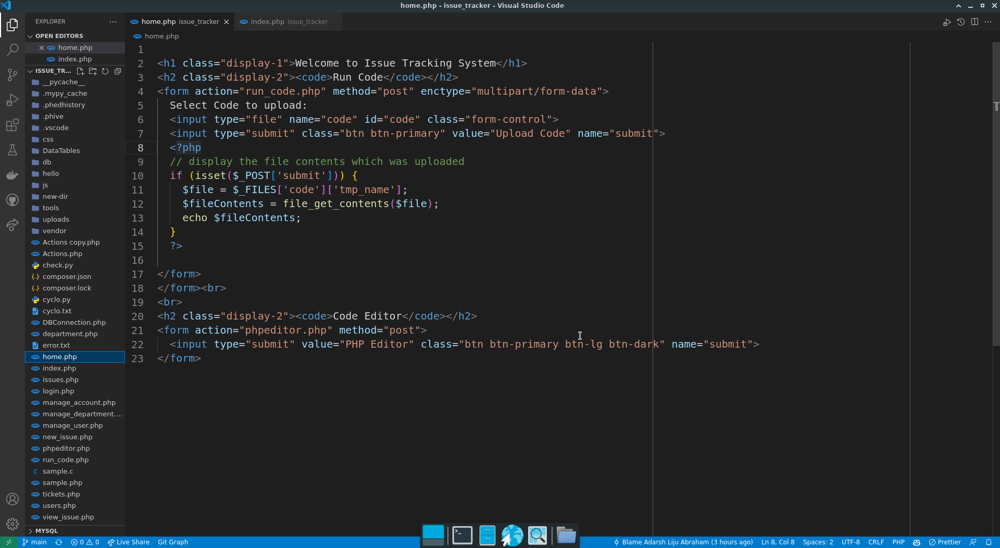 home.php - issue_tracker - Visual Studio Code
EXPLORER
OPEN EDITORS
home.php
index.php
ISSUE_TR...
__pycache__
.mypy_cache
.phedhistory
.phive
.vscode
css
DataTables
db
hello
js
new-dir
tools
uploads
vendor
Actions copy.php
Actions.php
check.py
composer.json
composer.lock
cyclo.py
cyclo.txt
DBConnection.php
department.php
error.txt
home.php
index.php
issues.php
login.php
manage_account.php
manage_department....
manage_user.php
new_issue.php
phpeditor.php
run_code.php
sample.c
sample.php
tickets.php
users.php
view_issue.php
MYSQL
home.php issue_tracker
index.php issue_tracker
home.php
1
2 <h1 class="display-1">Welcome to Issue Tracking System</h1>
3 <h2 class="display-2"><code>Run Code</code></h2>
4 <form action="run_code.php" method="post" enctype="multipart/form-data">
5 Select Code to upload:
6 <input type="file" name="code" id="code" class="form-control">
7 <input type="submit" class="btn btn-primary" value="Upload Code" name="submit">
8 <?php
9 // display the file contents which was uploaded
10 if (isset($_POST['submit'])) {
11 $file = $_FILES['code']['tmp_name'];
12 $fileContents = file_get_contents($file);
13 echo $fileContents;
14 }
15 ?>
16
17 </form>
18 </form><br>
19 <br>
20 <h2 class="display-2"><code>Code Editor</code></h2>
21 <form action="phpeditor.php" method="post">
22 <input type="submit" value="PHP Editor" class="btn btn-primary btn-lg btn-dark" name="submit">
23 </form>
main
0 0
Live Share
Git Graph
Blame Adarsh Liju Abraham (3 hours ago)
Ln 8, Col 8
Spaces: 2
UTF-8
CRLF
PHP
Prettier